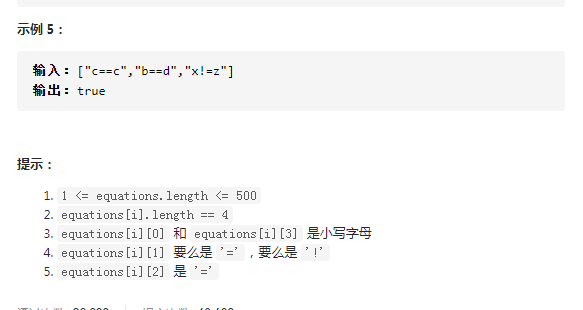 示例 5：
输入：["c==c","b==d","x!=z"]
输出：true
提示：
1. 1 <= equations.length <= 500
2. equations[i].length == 4
3. equations[i][0] 和 equations[i][3] 是小写字母
4. equations[i][1] 要么是 '='，要么是 '!'
5. equations[i][2] 是 '='